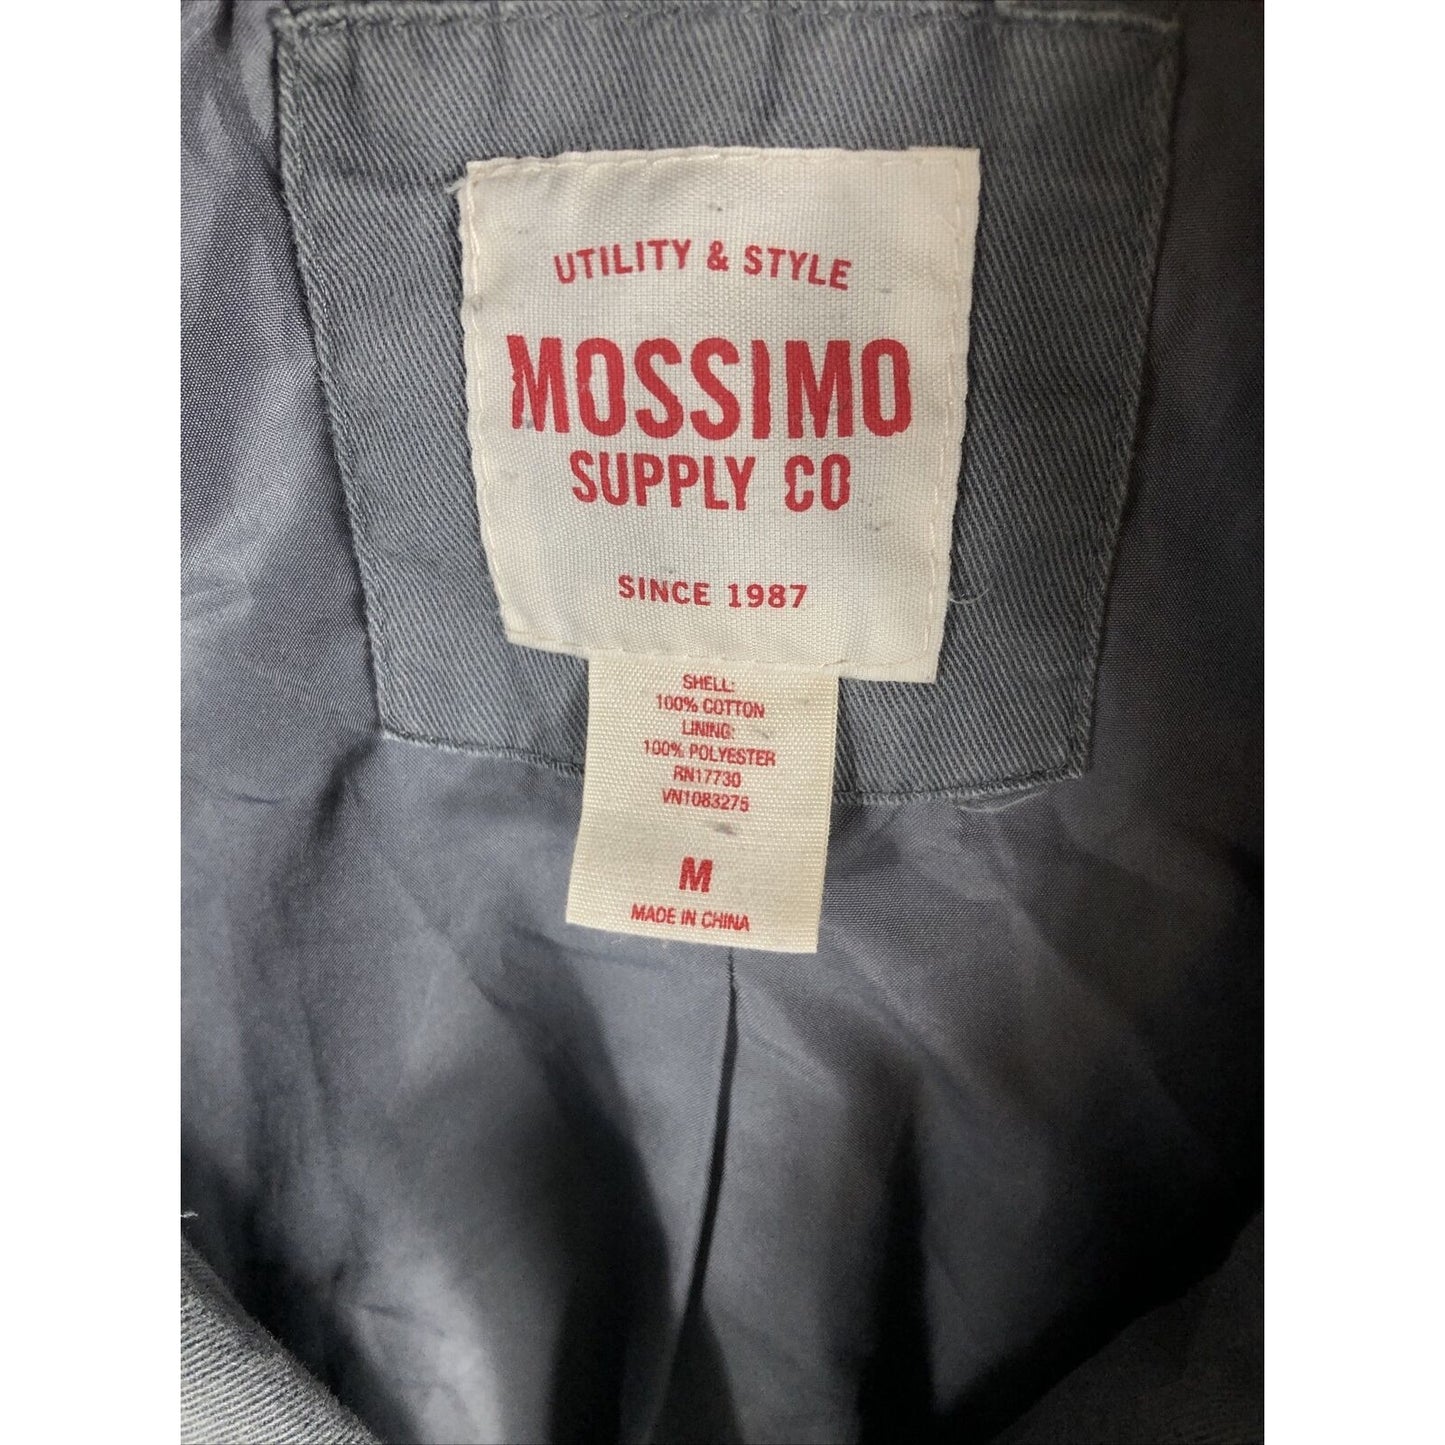 UTILITY & STYLE
MOSSIMO
SUPPLY CO
SINCE 1987
SHELL:
100% COTTON
LINING:
100% POLYESTER
RN17730
VN1083275
M
MADE IN CHINA